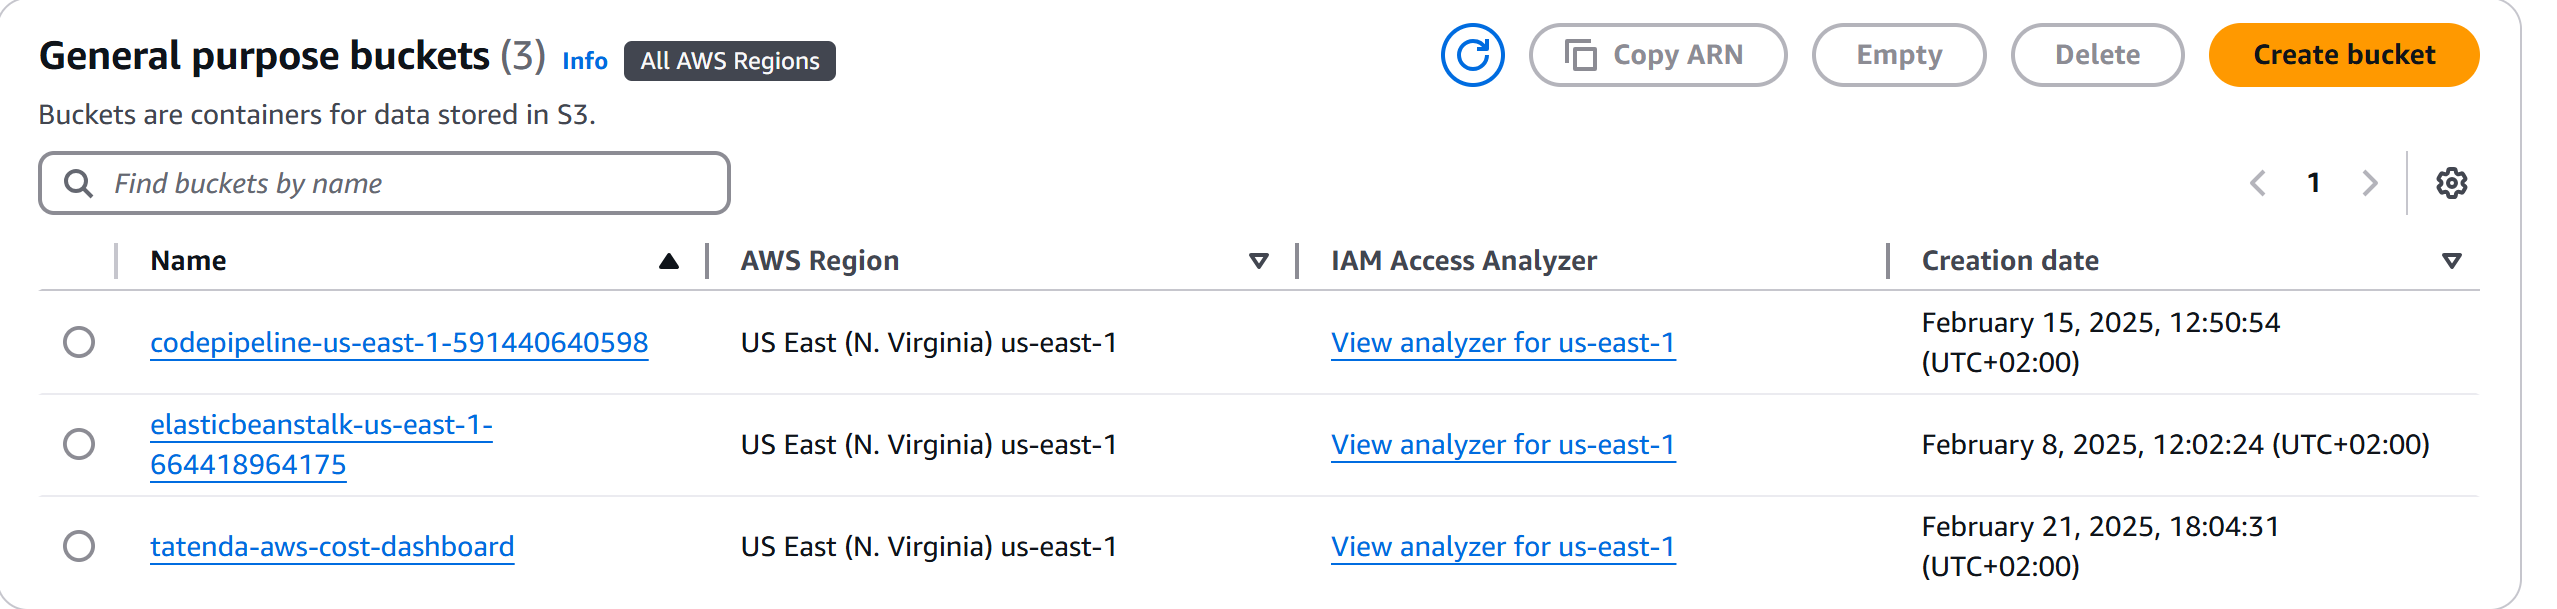 General purpose buckets (3) Info All AWS Regions
Copy ARN Empty Delete Create bucket
Buckets are containers for data stored in S3.
Find buckets by name
1
Name AWS Region IAM Access Analyzer Creation date
codepipeline-us-east-1-591440640598 US East (N. Virginia) us-east-1 View analyzer for us-east-1 February 15, 2025, 12:50:54
(UTC+02:00)
elasticbeanstalk-us-east-1-
664418964175 US East (N. Virginia) us-east-1 View analyzer for us-east-1 February 8, 2025, 12:02:24 (UTC+02:00)
tatenda-aws-cost-dashboard US East (N. Virginia) us-east-1 View analyzer for us-east-1 February 21, 2025, 18:04:31
(UTC+02:00)